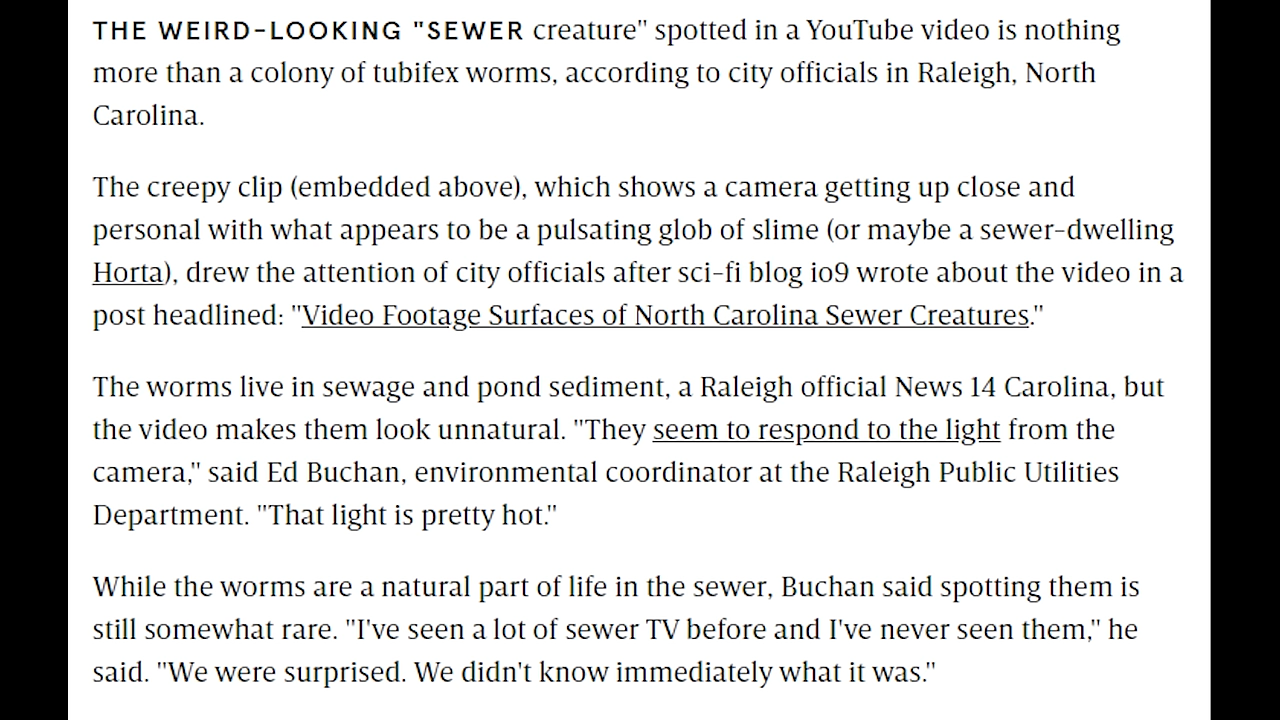 THE WEIRD-LOOKING "SEWER creature" spotted in a YouTube video is nothing
more than a colony of tubifex worms, according to city officials in Raleigh, North
Carolina.
The creepy clip (embedded above), which shows a camera getting up close and
personal with what appears to be a pulsating glob of slime (or maybe a sewer-dwelling
Horta), drew the attention of city officials after sci-fi blog io9 wrote about the video in a
post headlined: "Video Footage Surfaces of North Carolina Sewer Creatures."
The worms live in sewage and pond sediment, a Raleigh official News 14 Carolina, but
the video makes them look unnatural. "They seem to respond to the light from the
camera," said Ed Buchan, environmental coordinator at the Raleigh Public Utilities
Department. "That light is pretty hot."
While the worms are a natural part of life in the sewer, Buchan said spotting them is
still somewhat rare. "I've seen a lot of sewer TV before and I've never seen them," he
said. "We were surprised. We didn't know immediately what it was."